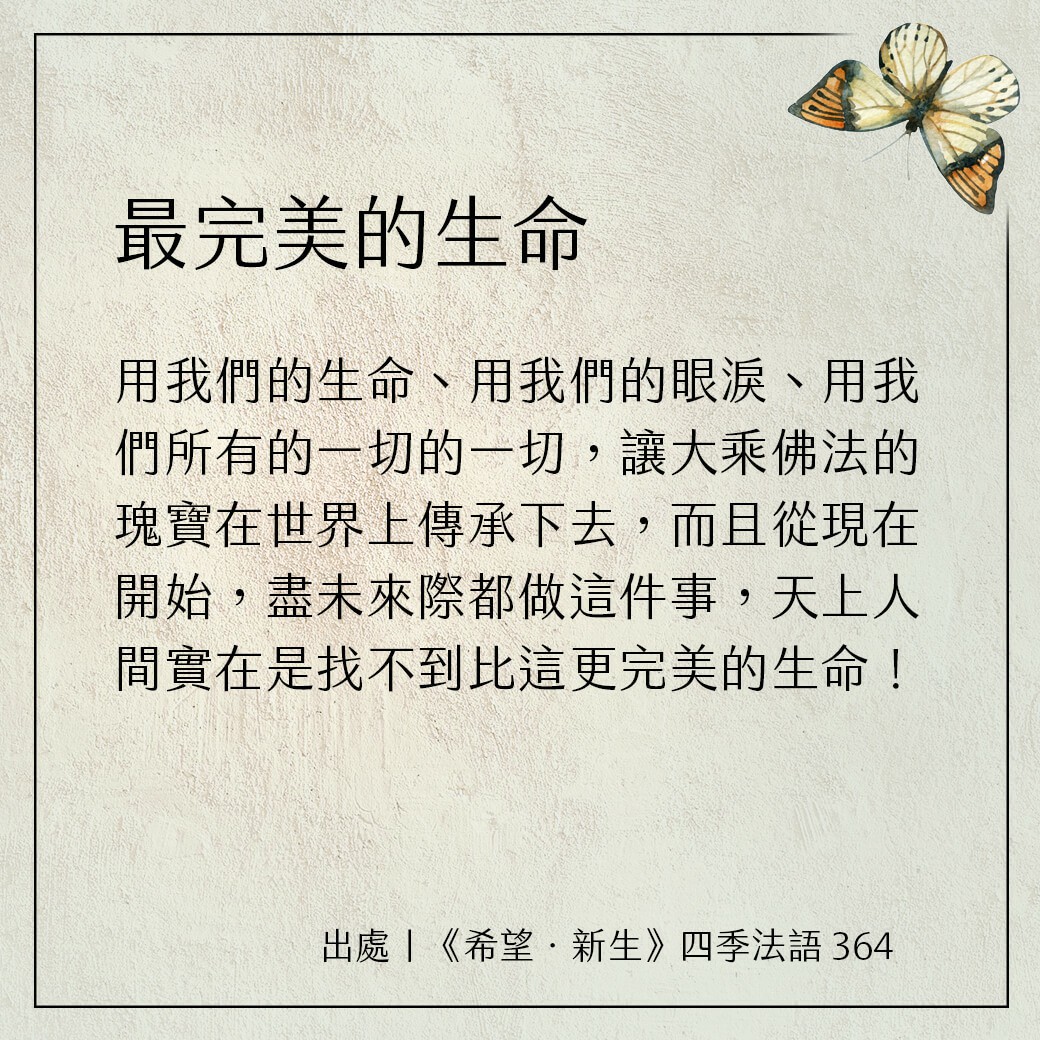 最完美的生命
用我們的生命、用我們的眼淚、用我
們所有的一切的一切，讓大乘佛法的
瑰寶在世界上傳承下去，而且從現在
開始，盡未來際都做這件事，天上人
間實在是找不到比這更完美的生命！
出處｜《希望．新生》四季法語 364